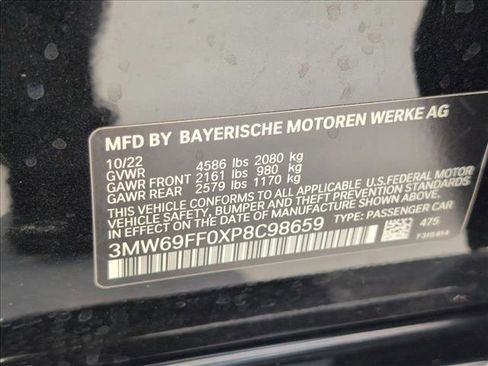 MFD BY BAYERISCHE MOTOREN WERKE AG
10/22
GVWR 4586 lbs 2080 kg
GAWR FRONT 2161 lbs 980 kg
GAWR REAR 2579 lbs 1170 kg
THIS VEHICLE CONFORMS TO ALL APPLICABLE U.S.FEDERAL MOTOR
VEHICLE SAFETY, BUMPER, AND THEFT PREVENTION STANDARDS
IN EFFECT ON THE DATE OF MANUFACTURE SHOWN ABOVE.
3MW69FF0XP8C98659 TYPE: PASSENGER CAR
475
7315614